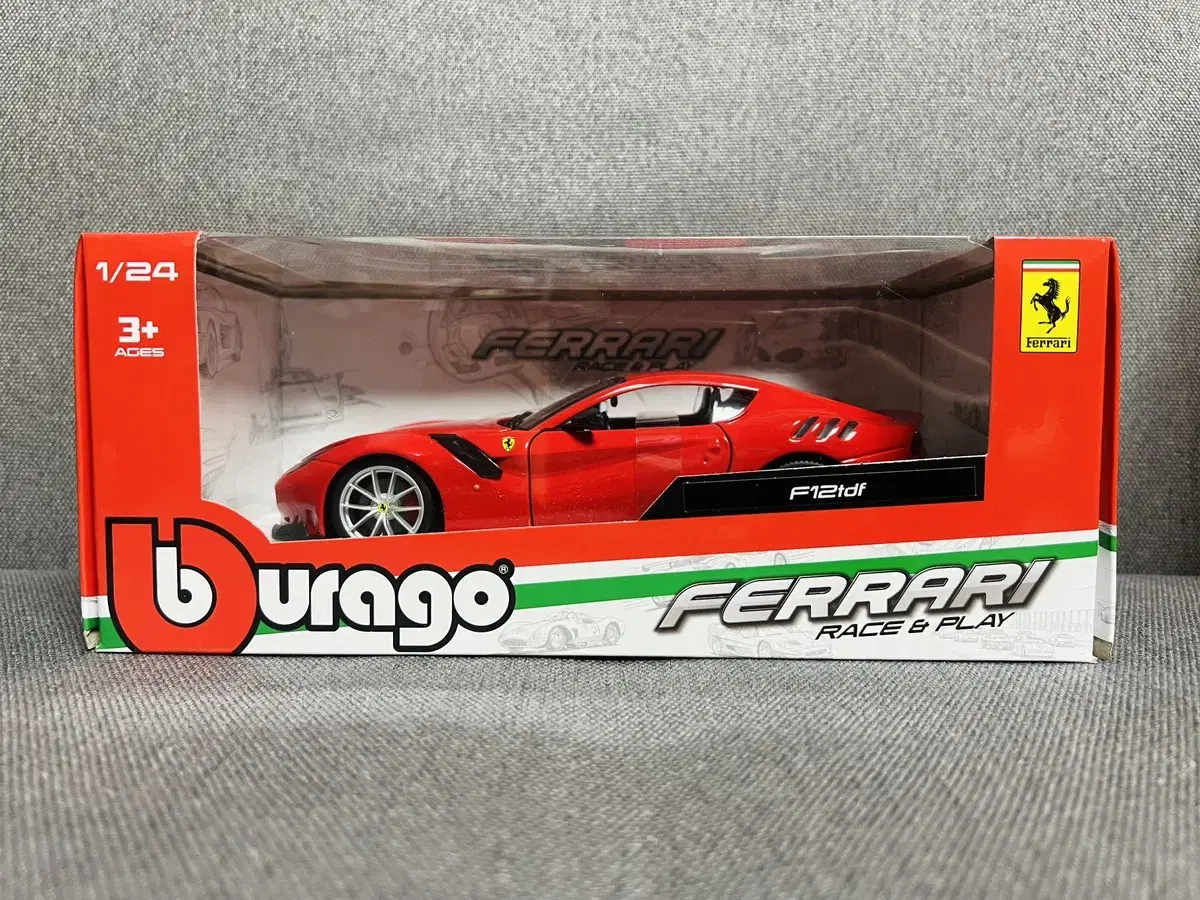 1/24
3+
AGES
Ferrari
FERRARI
RACE & PLAY
F12tdf
burago®
FERRARI
RACE & PLAY